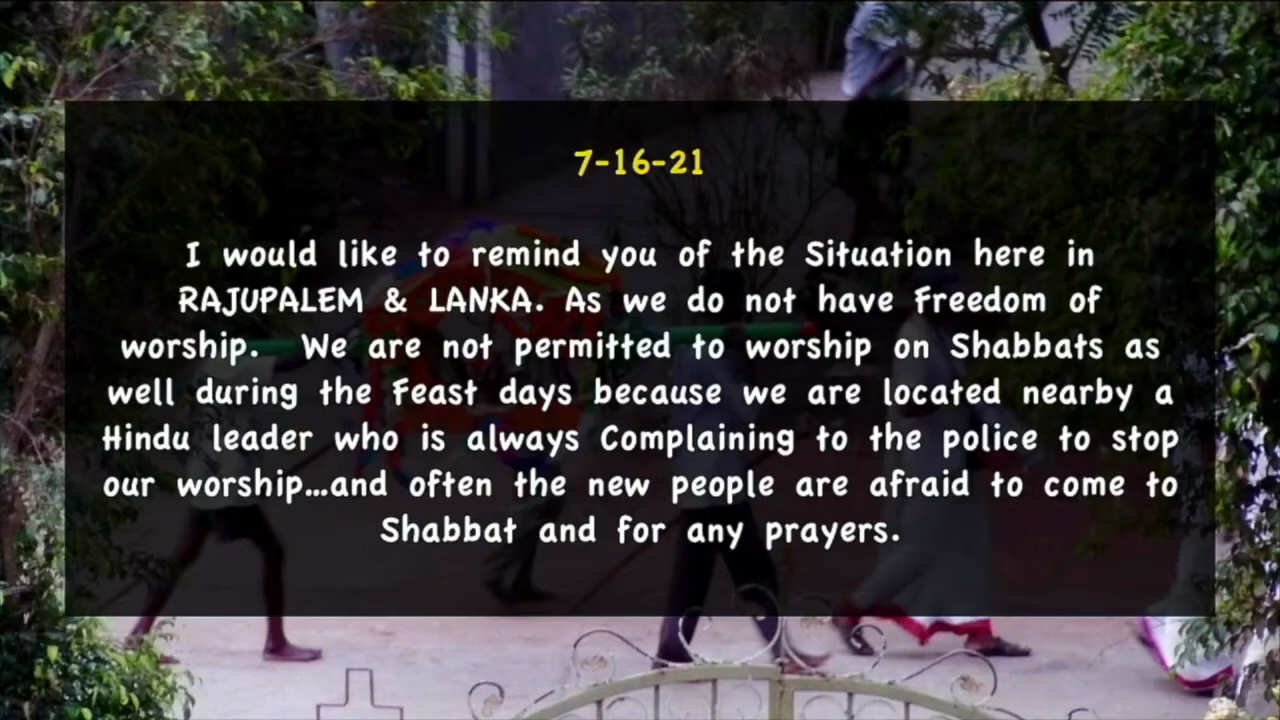 7-16-21
I would like to remind you of the Situation here in
RAJUPALEM & LANKA. As we do not have Freedom of
worship. We are not permitted to worship on Shabbats as
well during the Feast days because we are located nearby a
Hindu leader who is always Complaining to the police to stop
our worship...and often the new people are afraid to come to
Shabbat and for any prayers.